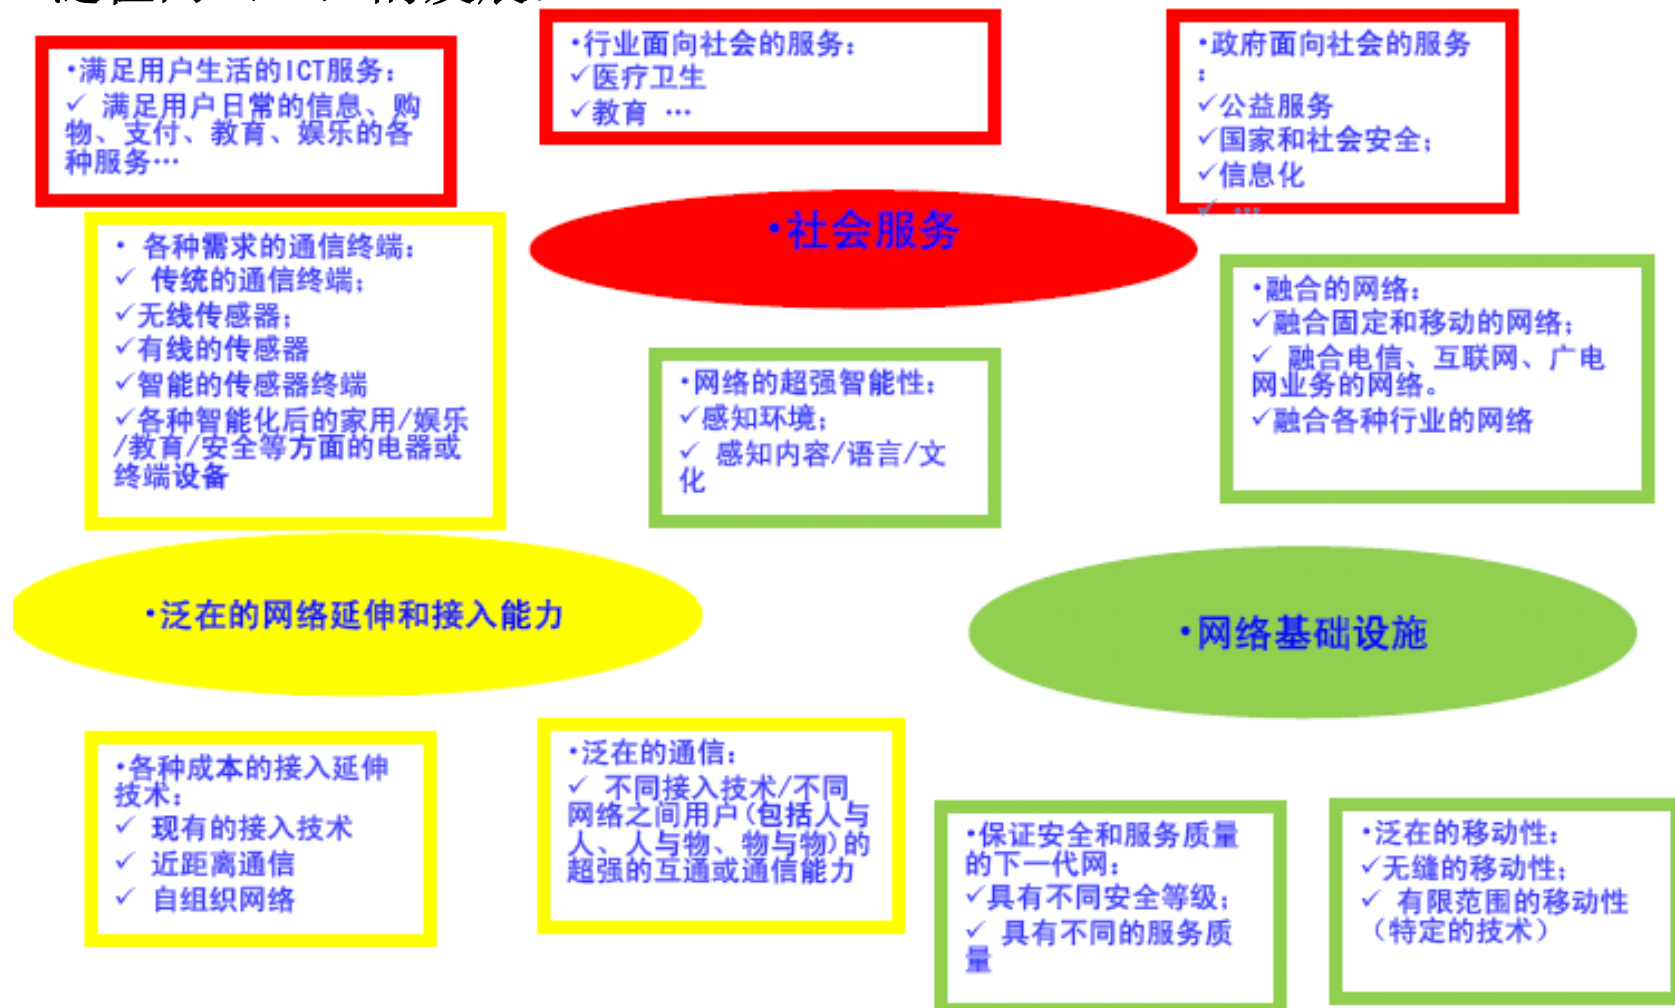 •满足用户生活的ICT服务：
✓ 满足用户日常的信息、购
物、支付、教育、娱乐的各
种服务…
•行业面向社会的服务：
✓医疗卫生
✓教育 …
•政府面向社会的服务
：
✓公益服务
✓国家和社会安全；
✓信息化
✓ …
•社会服务
• 各种需求的通信终端：
✓ 传统的通信终端；
✓无线传感器；
✓有线的传感器
✓智能的传感器终端
✓各种智能化后的家用/娱乐
/教育/安全等方面的电器或
终端设备
•网络的超强智能性：
✓感知环境；
✓ 感知内容/语言/文
化
•融合的网络：
✓融合固定和移动的网络；
✓ 融合电信、互联网、广电
网业务的网络。
✓融合各种行业的网络
•泛在的网络延伸和接入能力
•网络基础设施
•各种成本的接入延伸
技术：
✓ 现有的接入技术
✓ 近距离通信
✓ 自组织网络
•泛在的通信：
✓ 不同接入技术/不同
网络之间用户(包括人与
人、人与物、物与物)的
超强的互通或通信能力
•保证安全和服务质量
的下一代网：
✓具有不同安全等级；
✓ 具有不同的服务质
量
•泛在的移动性：
✓无缝的移动性；
✓ 有限范围的移动性
（特定的技术）